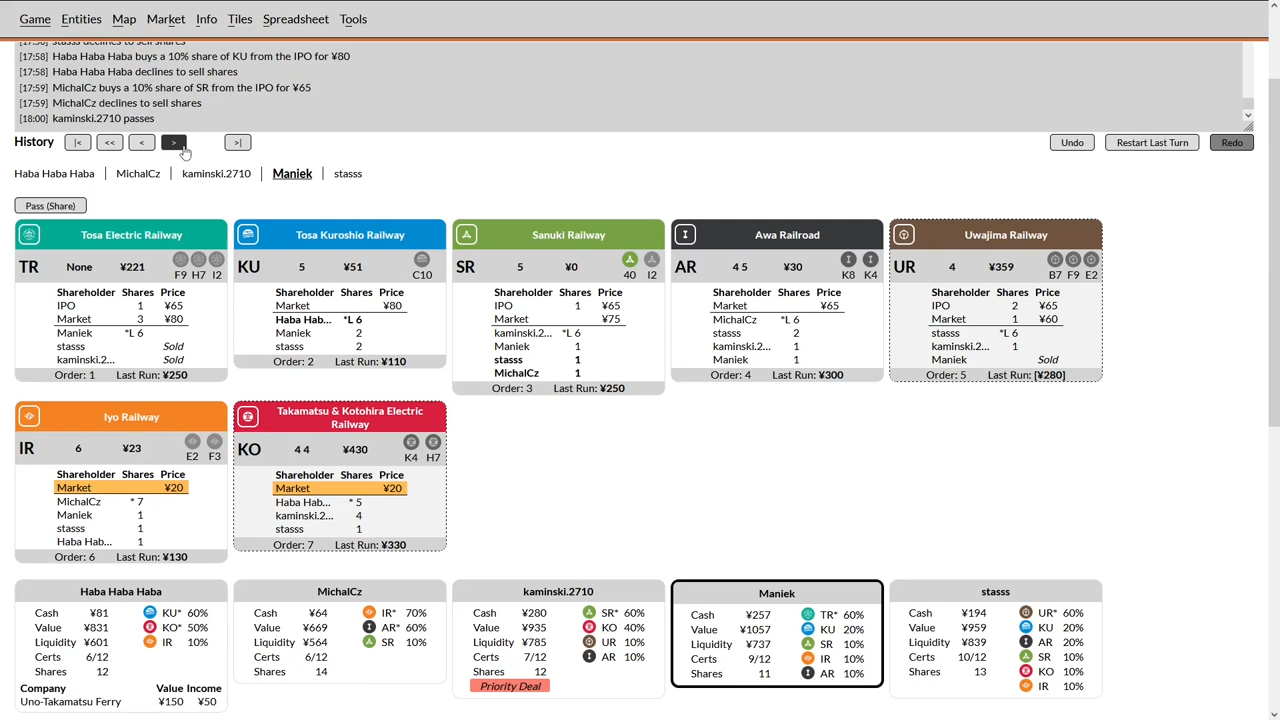 Game Entities Map Market Info Tiles Spreadsheet Tools
[17:58] stasss declines to sell shares
[17:58] Haba Haba Haba buys a 10% share of KU from the IPO for ¥80
[17:58] Haba Haba Haba declines to sell shares
[17:59] MichalCz buys a 10% share of SR from the IPO for ¥65
[17:59] MichalCz declines to sell shares
[18:00] kaminski.2710 passes
History |< << < > >| Undo Restart Last Turn Redo
Haba Haba Haba MichalCz kaminski.2710 Maniek stasss
Pass (Share)
Tosa Electric Railway
TR None ¥221 F9 H7 I2
Shareholder Shares Price
IPO 1 ¥65
Market 3 ¥80
Maniek *L 6
stasss Sold
kaminski.2... Sold
Order: 1 Last Run: ¥250
Tosa Kuroshio Railway
KU 5 ¥51 C10
Shareholder Shares Price
Market ¥80
Haba Hab... *L 6
Maniek 2
stasss 2
Order: 2 Last Run: ¥110
Sanuki Railway
SR 5 ¥0 40 I2
Shareholder Shares Price
IPO 1 ¥65
Market ¥75
kaminski.2... *L 6
Maniek 1
stasss 1
MichalCz 1
Order: 3 Last Run: ¥250
Awa Railroad
AR 4 5 ¥30 K8 K4
Shareholder Shares Price
Market ¥65
MichalCz *L 6
stasss 2
kaminski.2... 1
Maniek 1
Order: 4 Last Run: ¥300
Uwajima Railway
UR 4 ¥359 B7 F9 E2
Shareholder Shares Price
IPO 2 ¥65
Market 1 ¥60
stasss *L 6
kaminski.2... 1
Maniek Sold
Order: 5 Last Run: [¥280]
Iyo Railway
IR 6 ¥23 E2 F3
Shareholder Shares Price
Market ¥20
MichalCz * 7
Maniek 1
stasss 1
Haba Hab... 1
Order: 6 Last Run: ¥130
Takamatsu & Kotohira Electric
Railway
KO 4 4 ¥430 K4 H7
Shareholder Shares Price
Market ¥20
Haba Hab... * 5
kaminski.2... 4
stasss 1
Order: 7 Last Run: ¥330
Haba Haba Haba
Cash ¥81 KU* 60%
Value ¥831 KO* 50%
Liquidity ¥601 IR 10%
Certs 6/12
Shares 12
Company Value Income
Uno-Takamatsu Ferry ¥150 ¥50
MichalCz
Cash ¥64 IR* 70%
Value ¥669 AR* 60%
Liquidity ¥564 SR 10%
Certs 6/12
Shares 14
kaminski.2710
Cash ¥280 SR* 60%
Value ¥935 KO 40%
Liquidity ¥785 UR 10%
Certs 7/12 AR 10%
Shares 12
Priority Deal
Maniek
Cash ¥257 TR* 60%
Value ¥1057 KU 20%
Liquidity ¥737 SR 10%
Certs 9/12 IR 10%
Shares 11 AR 10%
stasss
Cash ¥194 UR* 60%
Value ¥959 KU 20%
Liquidity ¥839 AR 20%
Certs 10/12 SR 10%
Shares 13 KO 10%
IR 10%